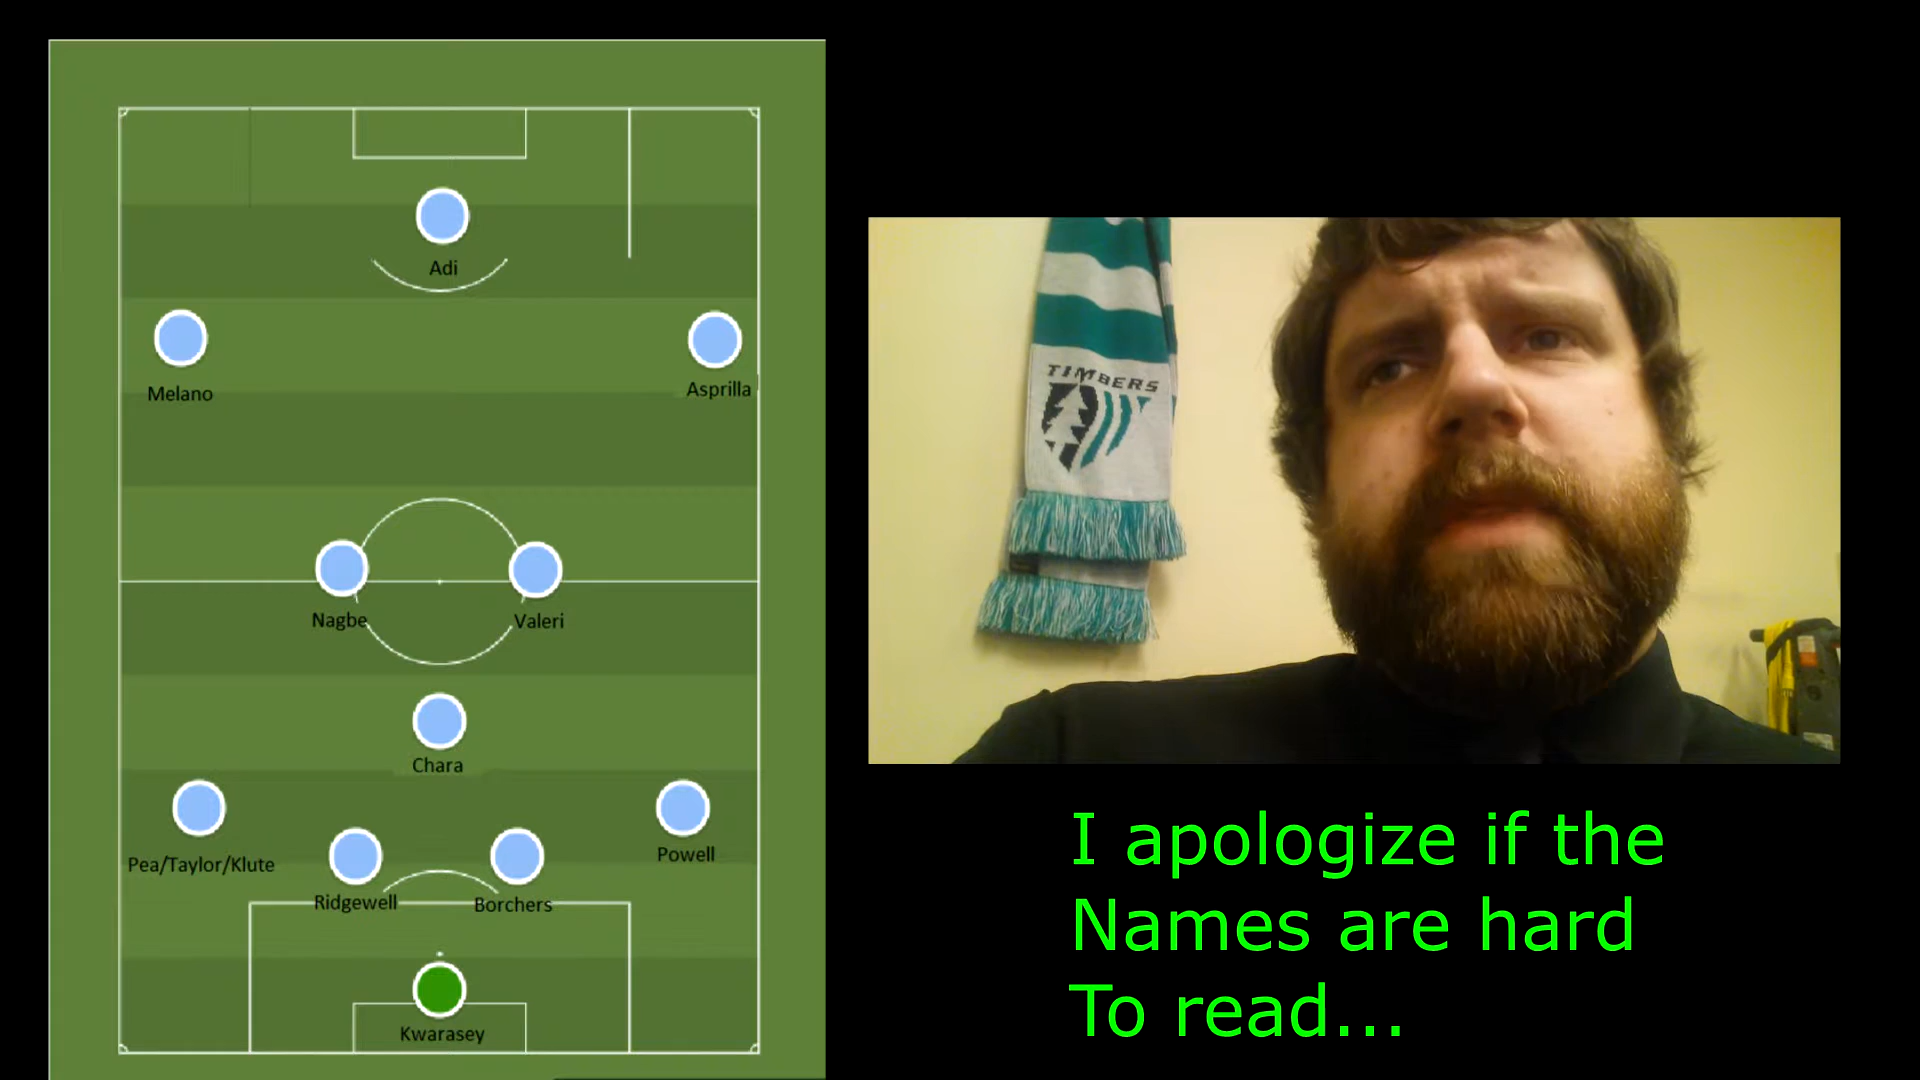 Adi
Melano
Asprilla
TIMBERS
Nagbe
Valeri
Chara
Pea/Taylor/Klute
Powell
Ridgewell
Borchers
Kwarasey
I apologize if the
Names are hard
To read...